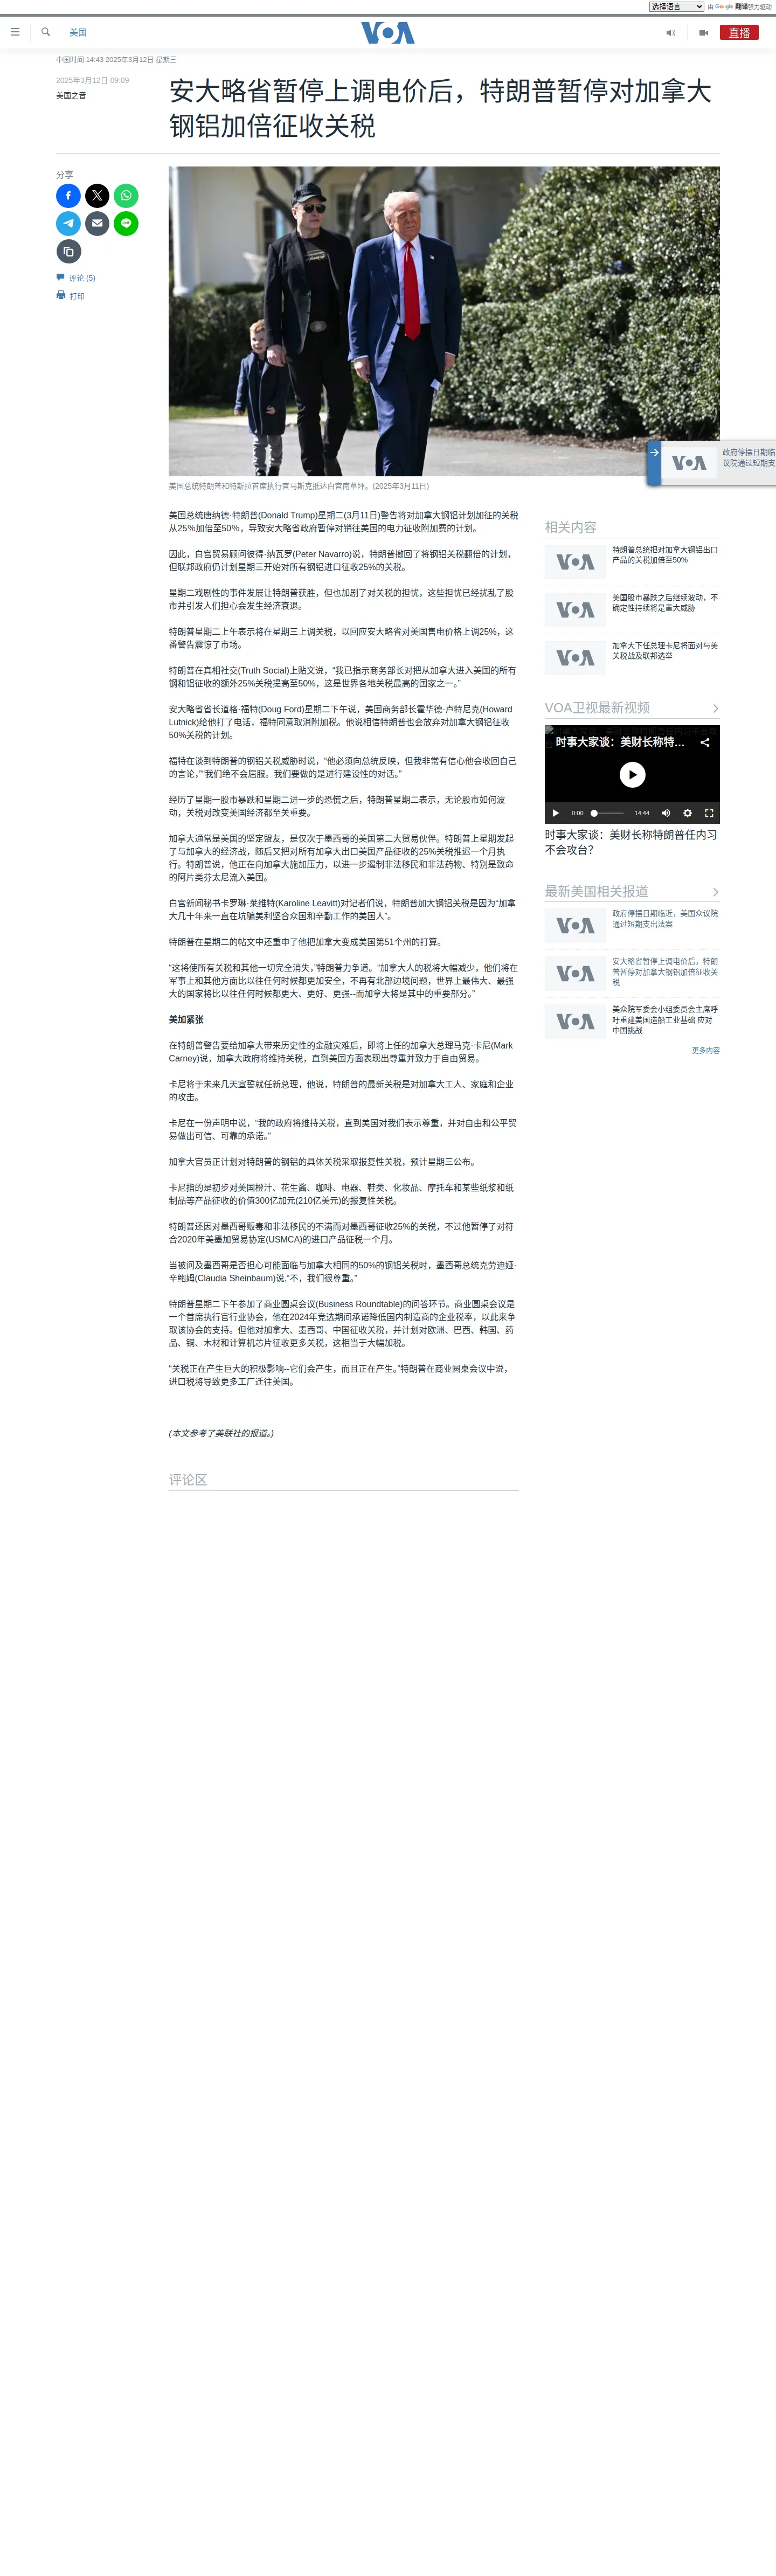 选择语言
由 Google 翻译强力驱动
美国
VOA
直播
中国时间 14:43 2025年3月12日 星期三
2025年3月12日 09:09
美国之音
安大略省暂停上调电价后，特朗普暂停对加拿大
钢铝加倍征收关税
分享
评论 (5)
打印
美国总统特朗普和特斯拉首席执行官马斯克抵达白宫南草坪。(2025年3月11日)
美国总统唐纳德·特朗普(Donald Trump)星期二(3月11日)警告将对加拿大钢铝计划加征的关税
从25%加倍至50%，导致安大略省政府暂停对销往美国的电力征收附加费的计划。
因此，白宫贸易顾问彼得·纳瓦罗(Peter Navarro)说，特朗普撤回了将钢铝关税翻倍的计划，
但联邦政府仍计划星期三开始对所有钢铝进口征收25%的关税。
星期二戏剧性的事件发展让特朗普获胜，但也加剧了对关税的担忧，这些担忧已经扰乱了股
市并引发人们担心会发生经济衰退。
特朗普星期二上午表示将在星期三上调关税，以回应安大略省对美国售电价格上调25%，这
番警告震惊了市场。
特朗普在真相社交(Truth Social)上贴文说，“我已指示商务部长对把从加拿大进入美国的所有
钢和铝征收的额外25%关税提高至50%，这是世界各地关税最高的国家之一。”
安大略省省长道格·福特(Doug Ford)星期二下午说，美国商务部长霍华德·卢特尼克(Howard
Lutnick)给他打了电话，福特同意取消附加税。他说相信特朗普也会放弃对加拿大钢铝征收
50%关税的计划。
福特在谈到特朗普的钢铝关税威胁时说，“他必须向总统反映，但我非常有信心他会收回自己
的言论，”“我们绝不会屈服。我们要做的是进行建设性的对话。”
经历了星期一股市暴跌和星期二进一步的恐慌之后，特朗普星期二表示，无论股市如何波
动，关税对改变美国经济都至关重要。
加拿大通常是美国的坚定盟友，是仅次于墨西哥的美国第二大贸易伙伴。特朗普上星期发起
了与加拿大的经济战，随后又把对所有加拿大出口美国产品征收的25%关税推迟一个月执
行。特朗普说，他正在向加拿大施加压力，以进一步遏制非法移民和非法药物、特别是致命
的阿片类芬太尼流入美国。
白宫新闻秘书卡罗琳·莱维特(Karoline Leavitt)对记者们说，特朗普加大钢铝关税是因为“加拿
大几十年来一直在坑骗美利坚合众国和辛勤工作的美国人”。
特朗普在星期二的帖文中还重申了他把加拿大变成美国第51个州的打算。
“这将使所有关税和其他一切完全消失，”特朗普力争道。“加拿大人的税将大幅减少，他们将在
军事上和其他方面比以往任何时候都更加安全，不再有北部边境问题，世界上最伟大、最强
大的国家将比以往任何时候都更大、更好、更强--而加拿大将是其中的重要部分。”
美加紧张
在特朗普警告要给加拿大带来历史性的金融灾难后，即将上任的加拿大总理马克·卡尼(Mark
Carney)说，加拿大政府将维持关税，直到美国方面表现出尊重并致力于自由贸易。
卡尼将于未来几天宣誓就任新总理，他说，特朗普的最新关税是对加拿大工人、家庭和企业
的攻击。
卡尼在一份声明中说，“我的政府将维持关税，直到美国对我们表示尊重，并对自由和公平贸
易做出可信、可靠的承诺。”
加拿大官员正计划对特朗普的钢铝的具体关税采取报复性关税，预计星期三公布。
卡尼指的是初步对美国橙汁、花生酱、咖啡、电器、鞋类、化妆品、摩托车和某些纸浆和纸
制品等产品征收的价值300亿加元(210亿美元)的报复性关税。
特朗普还因对墨西哥贩毒和非法移民的不满而对墨西哥征收25%的关税，不过他暂停了对符
合2020年美墨加贸易协定(USMCA)的进口产品征税一个月。
当被问及墨西哥是否担心可能面临与加拿大相同的50%的钢铝关税时，墨西哥总统克劳迪娅·
辛鲍姆(Claudia Sheinbaum)说，“不，我们很尊重。”
特朗普星期二下午参加了商业圆桌会议(Business Roundtable)的问答环节。商业圆桌会议是
一个首席执行官行业协会，他在2024年竞选期间承诺降低国内制造商的企业税率，以此来争
取该协会的支持。但他对加拿大、墨西哥、中国征收关税，并计划对欧洲、巴西、韩国、药
品、铜、木材和计算机芯片征收更多关税，这相当于大幅加税。
“关税正在产生巨大的积极影响--它们会产生，而且正在产生。”特朗普在商业圆桌会议中说，
进口税将导致更多工厂迁往美国。
(本文参考了美联社的报道。)
评论区
VOA
政府停摆日期临
议院通过短期支
相关内容
VOA
特朗普总统把对加拿大钢铝出口
产品的关税加倍至50%
VOA
美国股市暴跌之后继续波动，不
确定性持续将是重大威胁
VOA
加拿大下任总理卡尼将面对与美
关税战及联邦选举
VOA卫视最新视频
时事大家谈：美财长称特...
0:00
14:44
时事大家谈：美财长称特朗普任内习
不会攻台？
最新美国相关报道
VOA
政府停摆日期临近，美国众议院
通过短期支出法案
VOA
安大略省暂停上调电价后，特朗
普暂停对加拿大钢铝加倍征收关
税
VOA
美众院军委会小组委员会主席呼
吁重建美国造船工业基础 应对
中国挑战
更多内容